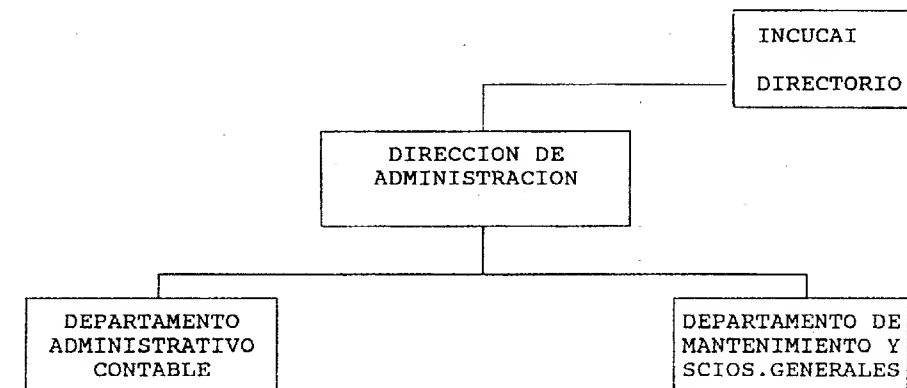 INCUCAI
DIRECTORIO
DIRECCION DE
ADMINISTRACION
DEPARTAMENTO
ADMINISTRATIVO
CONTABLE
DEPARTAMENTO DE
MANTENIMIENTO Y
SCIOS.GENERALES